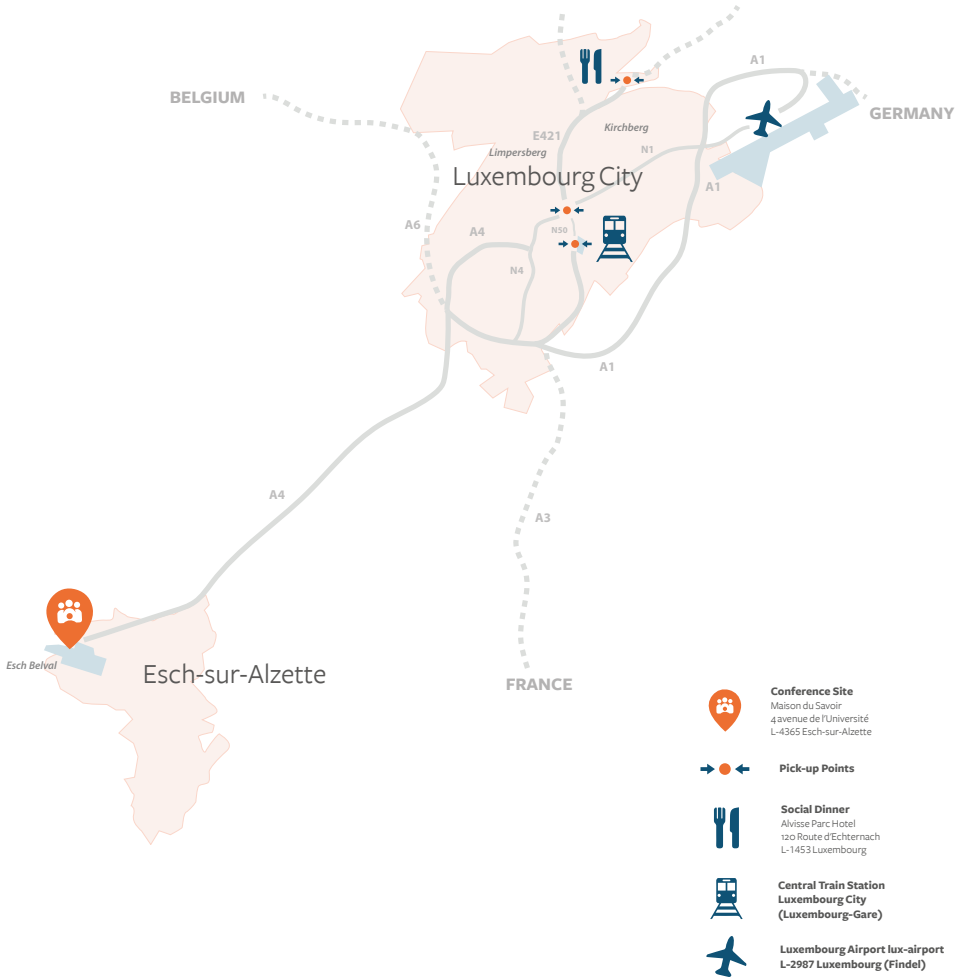 A1
BELGIUM
GERMANY
E421
Kirchberg
Limpersberg
N1
Luxembourg City
A1
A6
A4
N50
N4
A1
A4
A3
Esch Belval
Esch-sur-Alzette
FRANCE
Conference Site
Maison du Savoir
4 avenue de l'Université
L-4365 Esch-sur-Alzette
Pick-up Points
Social Dinner
Alvisse Parc Hotel
120 Route d'Echternach
L-1453 Luxembourg
Central Train Station
Luxembourg City
(Luxembourg-Gare)
Luxembourg Airport lux-airport
L-2987 Luxembourg (Findel)